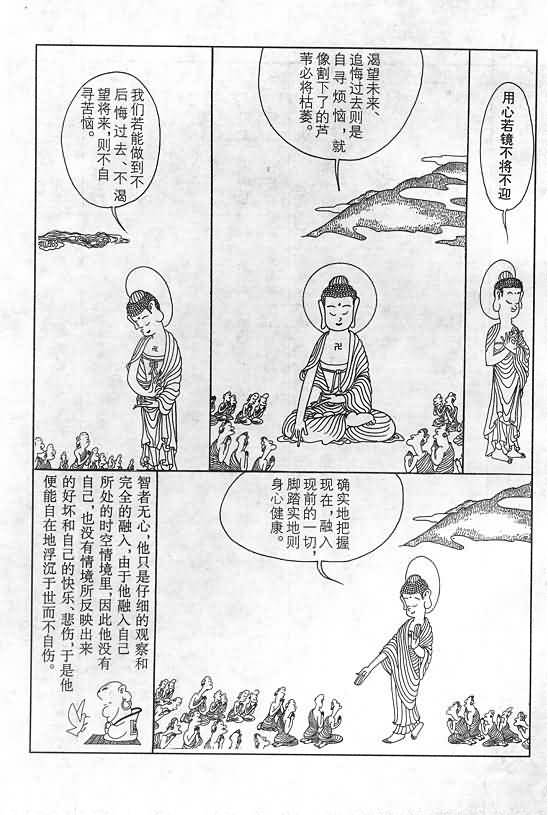 用心若镜不将不迎
渴望未来、
追悔过去则是
自寻烦恼，就
像割下了的芦
苇必将枯萎。
我们若能做到不
后悔过去、不渴
望将来，则不自
寻苦恼。
确实地把握
现在，融入
现前的一切，
脚踏实地则
身心健康。
智者无心，他只是仔细的观察和
完全的融入，由于他融入自己
所处的时空情境里，因此他没有
自己，也没有情境所反映出来
的好坏和自己的快乐、悲伤，于是他
便能自在地浮沉于世而不自伤。